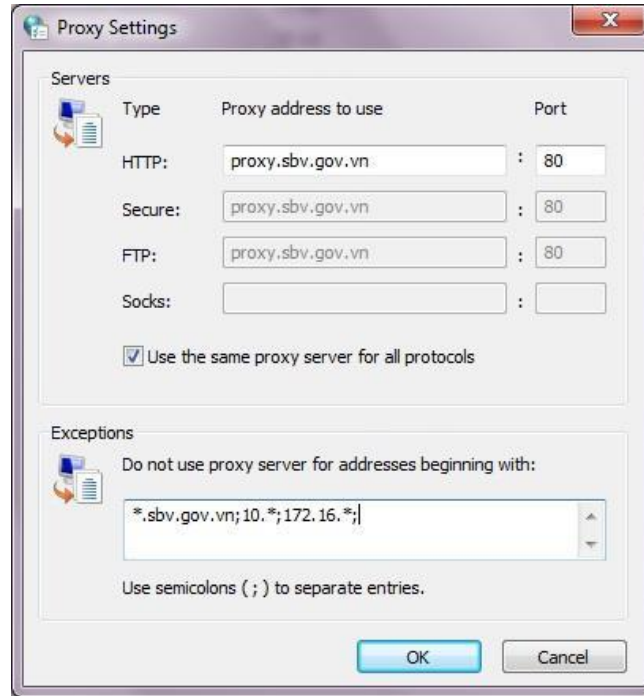 Proxy Settings
Servers
Type Proxy address to use Port
HTTP: proxy.sbv.gov.vn : 80
Secure: proxy.sbv.gov.vn : 80
FTP: proxy.sbv.gov.vn : 80
Socks: :
Use the same proxy server for all protocols
Exceptions
Do not use proxy server for addresses beginning with:
*.sbv.gov.vn;10.*;172.16.*;
Use semicolons ( ; ) to separate entries.
OK Cancel